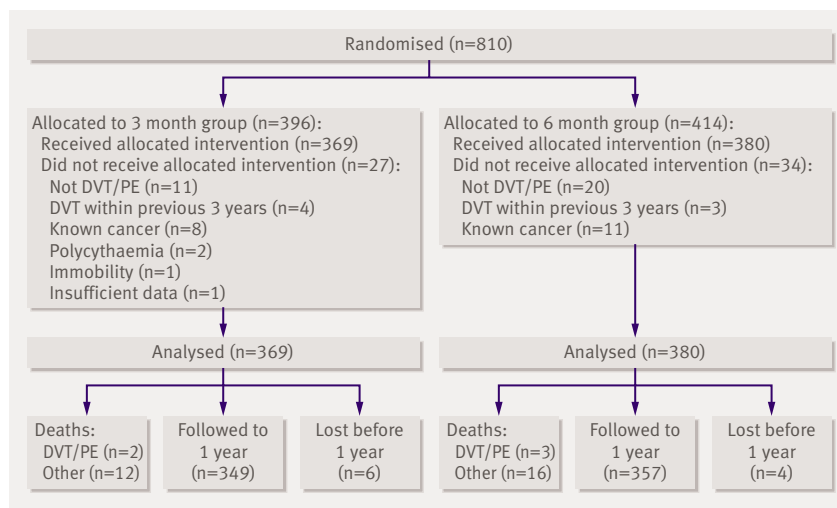 Randomised (n=810)
Allocated to 3 month group (n=396):
Received allocated intervention (n=369)
Did not receive allocated intervention (n=27):
Not DVT/PE (n=11)
DVT within previous 3 years (n=4)
Known cancer (n=8)
Polycythaemia (n=2)
Immobility (n=1)
Insufficient data (n=1)
Allocated to 6 month group (n=414):
Received allocated intervention (n=380)
Did not receive allocated intervention (n=34):
Not DVT/PE (n=20)
DVT within previous 3 years (n=3)
Known cancer (n=11)
Analysed (n=369)
Analysed (n=380)
Deaths:
DVT/PE (n=2)
Other (n=12)
Followed to
1 year
(n=349)
Lost before
1 year
(n=6)
Deaths:
DVT/PE (n=3)
Other (n=16)
Followed to
1 year
(n=357)
Lost before
1 year
(n=4)